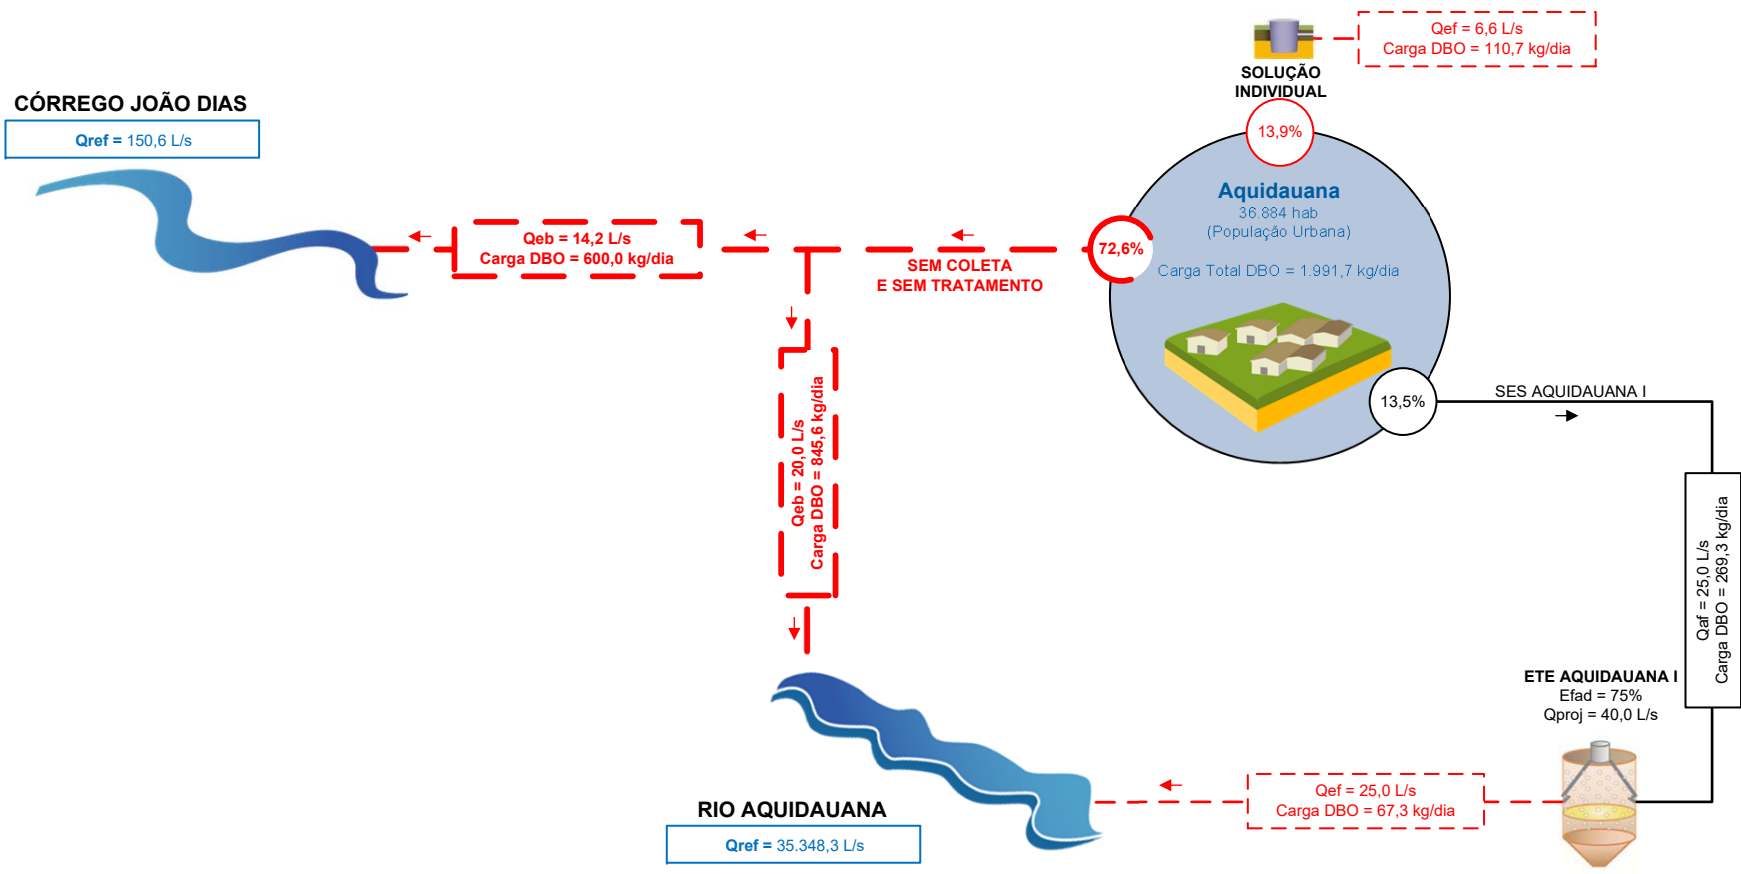 Qef = 6,6 L/s
Carga DBO = 110,7 kg/dia
SOLUÇÃO
INDIVIDUAL
CÓRREGO JOÃO DIAS
Qref = 150,6 L/s
13,9%
Aquidauana
36.884 hab
(População Urbana)
Carga Total DBO = 1.991,7 kg/dia
72,6%
SEM COLETA
E SEM TRATAMENTO
Qeb = 14,2 L/s
Carga DBO = 600,0 kg/dia
Qeb = 20,0 L/s
Carga DBO = 845,6 kg/dia
13,5%
SES AQUIDAUANA I
Qaf = 25,0 L/s
Carga DBO = 269,3 kg/dia
ETE AQUIDAUANA I
Efad = 75%
Qproj = 40,0 L/s
Qef = 25,0 L/s
Carga DBO = 67,3 kg/dia
RIO AQUIDAUANA
Qref = 35.348,3 L/s